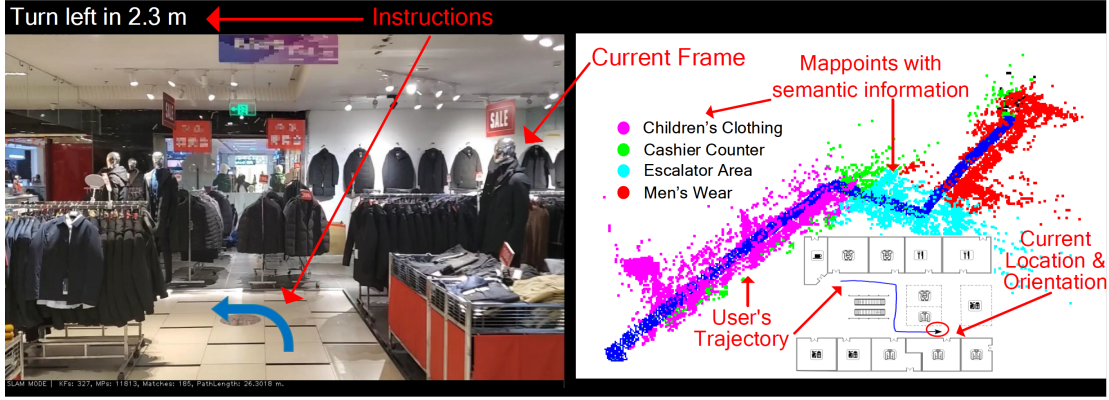 Turn left in 2.3 m
Instructions
Current Frame
SALE
SALE
SLAM MODE | KFs: 327, MPs: 11813, Matches: 185, PathLength: 26.3018 m.
Mappoints with
semantic information
Children's Clothing
Cashier Counter
Escalator Area
Men's Wear
Current
Location &
Orientation
User's
Trajectory